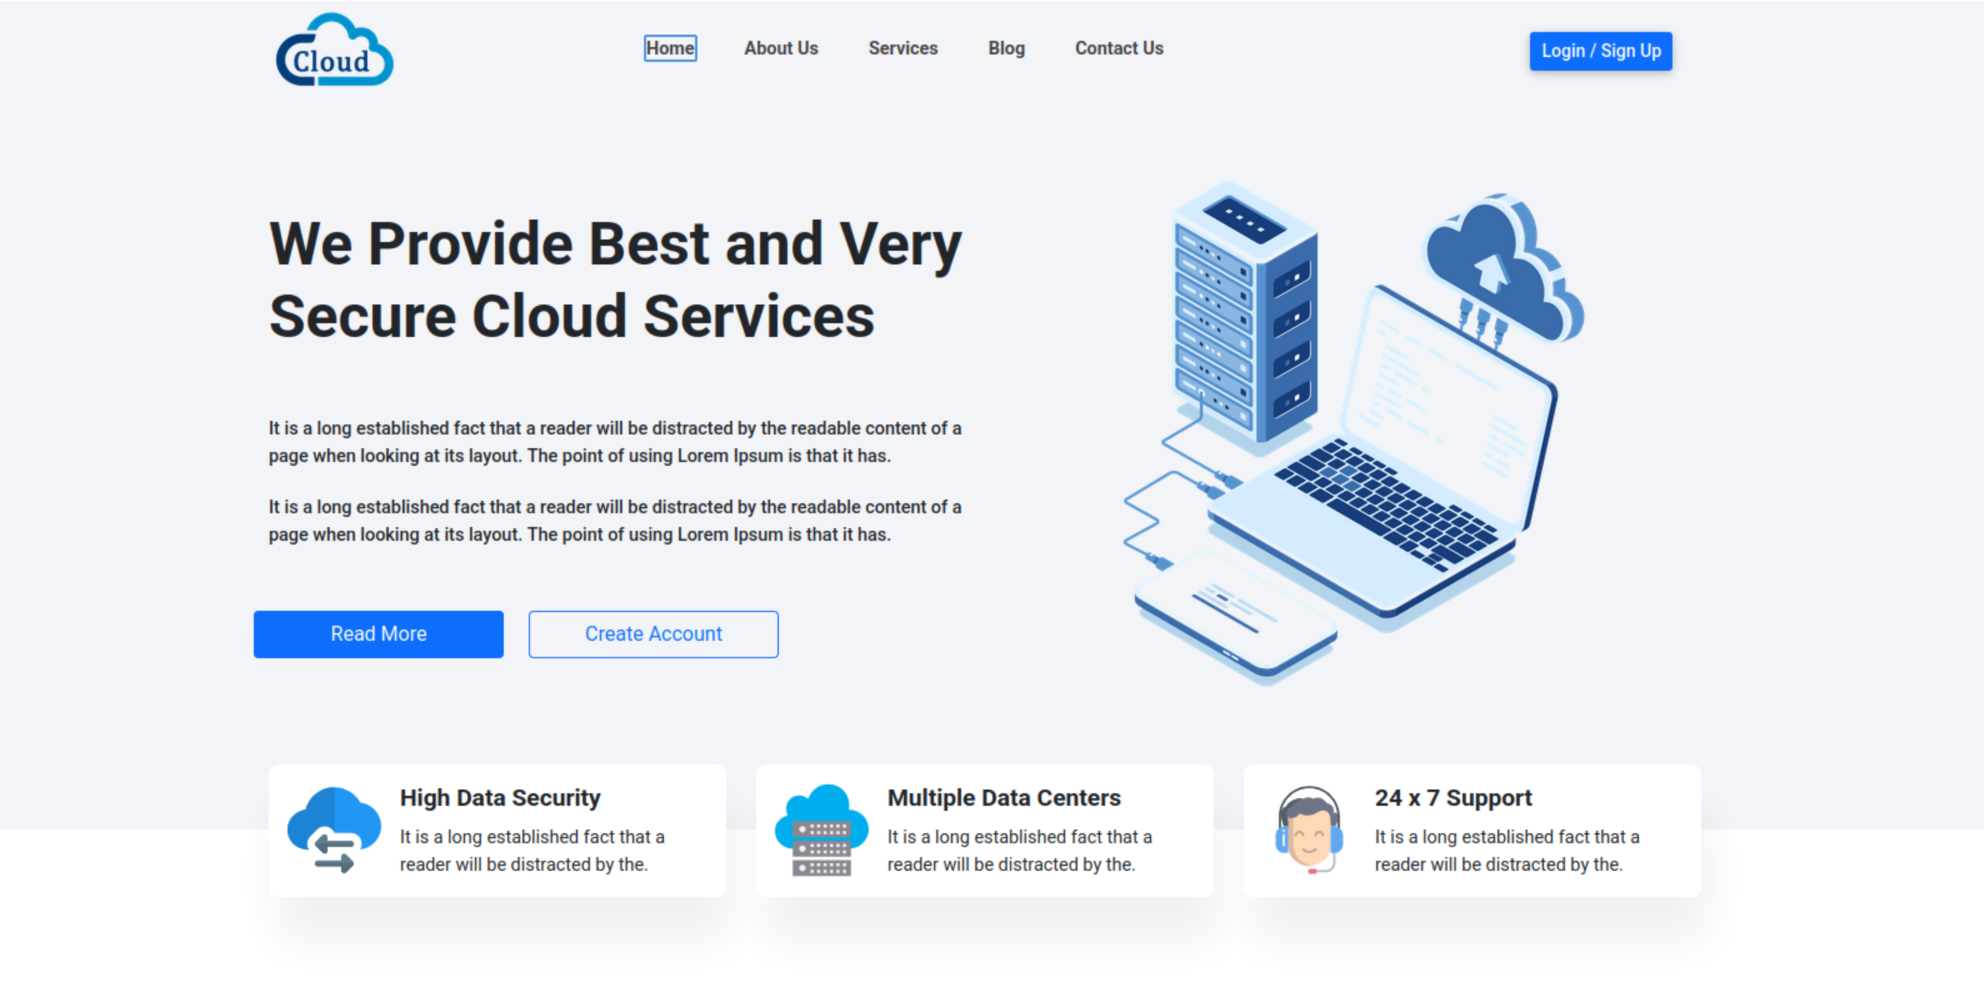 Cloud
Home
About Us
Services
Blog
Contact Us
Login / Sign Up
We Provide Best and Very
Secure Cloud Services
It is a long established fact that a reader will be distracted by the readable content of a
page when looking at its layout. The point of using Lorem Ipsum is that it has.
It is a long established fact that a reader will be distracted by the readable content of a
page when looking at its layout. The point of using Lorem Ipsum is that it has.
Read More
Create Account
High Data Security
It is a long established fact that a
reader will be distracted by the.
Multiple Data Centers
It is a long established fact that a
reader will be distracted by the.
24 x 7 Support
It is a long established fact that a
reader will be distracted by the.